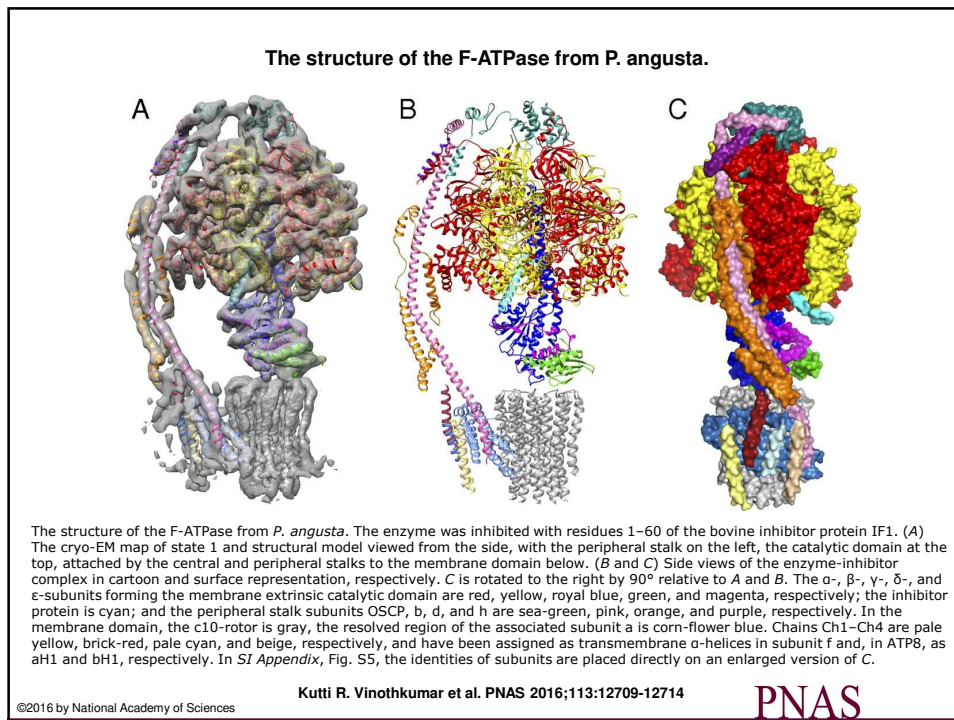 The structure of the F-ATPase from P. angusta.
A
B
C
The structure of the F-ATPase from P. angusta. The enzyme was inhibited with residues 1–60 of the bovine inhibitor protein IF1. (A)
The cryo-EM map of state 1 and structural model viewed from the side, with the peripheral stalk on the left, the catalytic domain at the
top, attached by the central and peripheral stalks to the membrane domain below. (B and C) Side views of the enzyme-inhibitor
complex in cartoon and surface representation, respectively. C is rotated to the right by 90° relative to A and B. The α-, β-, γ-, δ-, and
ε-subunits forming the membrane extrinsic catalytic domain are red, yellow, royal blue, green, and magenta, respectively; the inhibitor
protein is cyan; and the peripheral stalk subunits OSCP, b, d, and h are sea-green, pink, orange, and purple, respectively. In the
membrane domain, the c10-rotor is gray, the resolved region of the associated subunit a is corn-flower blue. Chains Ch1–Ch4 are pale
yellow, brick-red, pale cyan, and beige, respectively, and have been assigned as transmembrane α-helices in subunit f and, in ATP8, as
aH1 and bH1, respectively. In SI Appendix, Fig. S5, the identities of subunits are placed directly on an enlarged version of C.
Kutti R. Vinothkumar et al. PNAS 2016;113:12709-12714
©2016 by National Academy of Sciences
PNAS